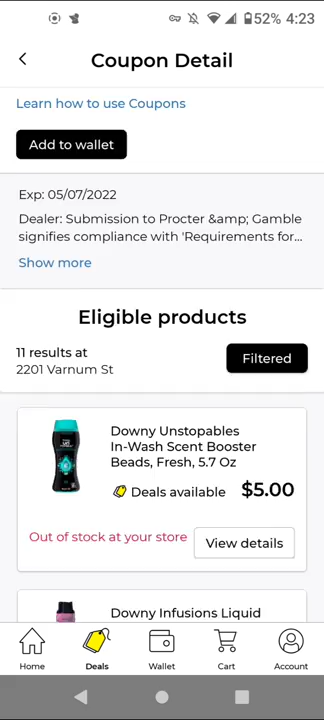 52% 4:23
Coupon Detail
Learn how to use Coupons
Add to wallet
Exp: 05/07/2022
Dealer: Submission to Procter &amp; Gamble
signifies compliance with 'Requirements for...
Show more
Eligible products
11 results at
2201 Varnum St
Filtered
Downy Unstopables
In-Wash Scent Booster
Beads, Fresh, 5.7 Oz
Deals available $5.00
Out of stock at your store
View details
Downy Infusions Liquid
Home Deals Wallet Cart Account